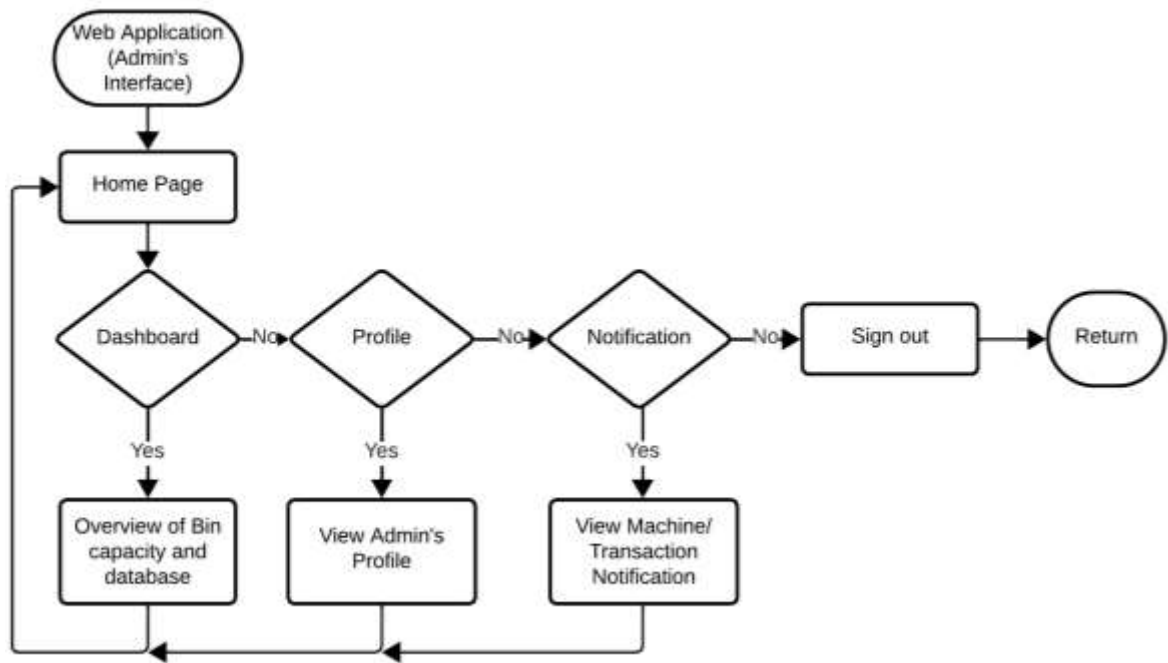 Web Application
(Admin's
Interface)
Home Page
Dashboard
No
Profile
No
Notification
No
Sign out
Return
Yes
Yes
Yes
Overview of Bin
capacity and
database
View Admin's
Profile
View Machine/
Transaction
Notification